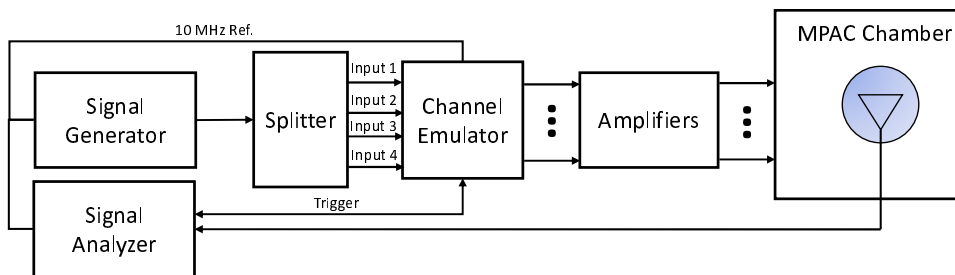 10 MHz Ref.
MPAC Chamber
Signal
Generator
Splitter
Input 1
Input 2
Input 3
Input 4
Channel
Emulator
Amplifiers
Trigger
Signal
Analyzer